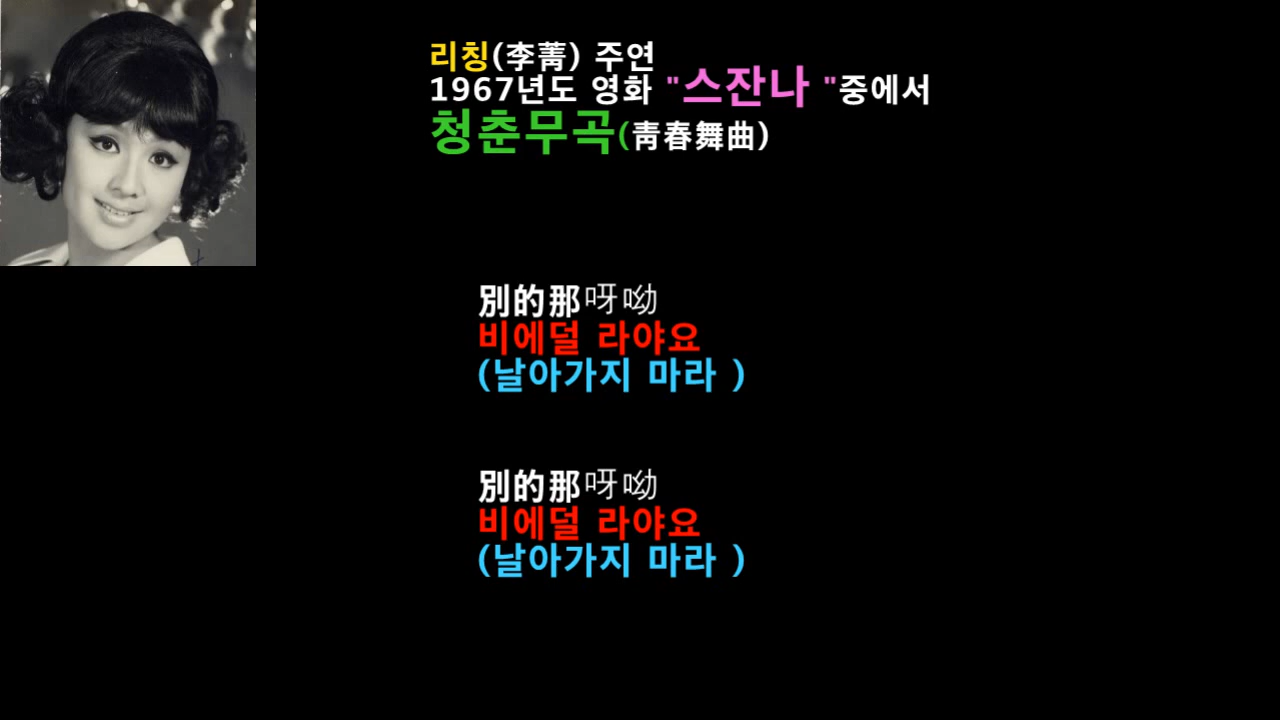 리칭(李菁) 주연
1967년도 영화 "스잔나 "중에서
청춘무곡(靑春舞曲)
別的那呀呦
비에덜 라야요
(날아가지 마라 )
別的那呀呦
비에덜 라야요
(날아가지 마라 )